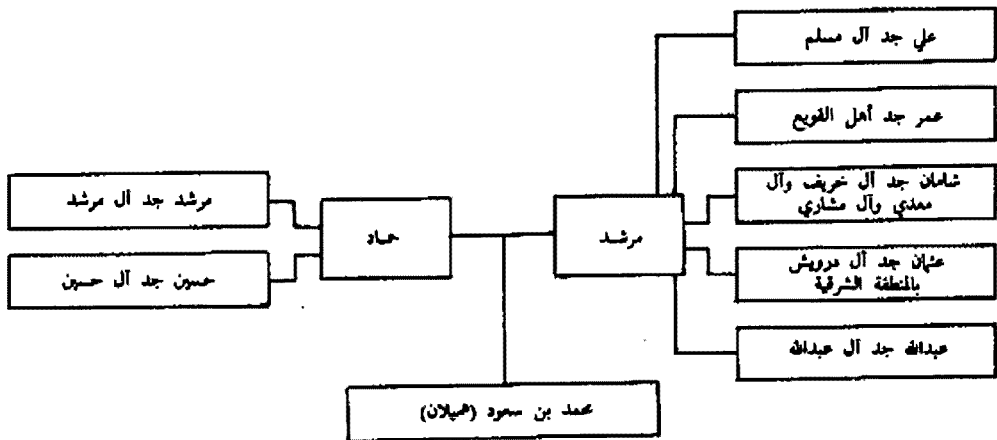 علي جد آل مسلم
عمر جد أهل القويع
شامان جد آل خريف وآل
معدي وآل مشاري
عثمان جد آل درويش
بالمنطقة الشرقية
عبدالله جد آل عبدالله
مرشد
حماد
مرشد جد آل مرشد
حسين جد آل حسين
محمد بن سعود (هميلان)